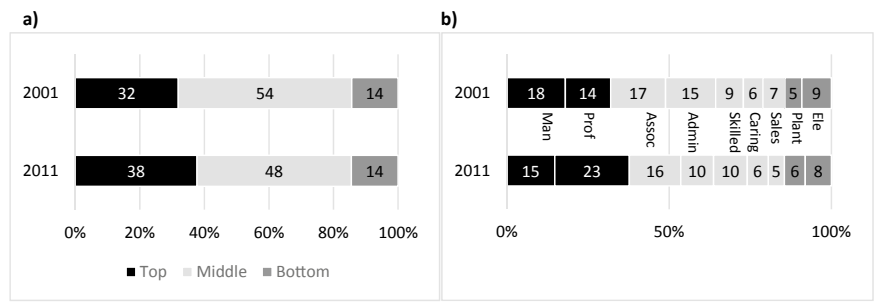 a)
2001 32 54 14
2011 38 48 14
0% 20% 40% 60% 80% 100%
Top Middle Bottom
b)
2001 18 14 17 15 9 6 7 5 9
Man Prof Assoc Admin Skilled Caring Sales Plant Ele
2011 15 23 16 10 10 6 5 6 8
0% 50% 100%